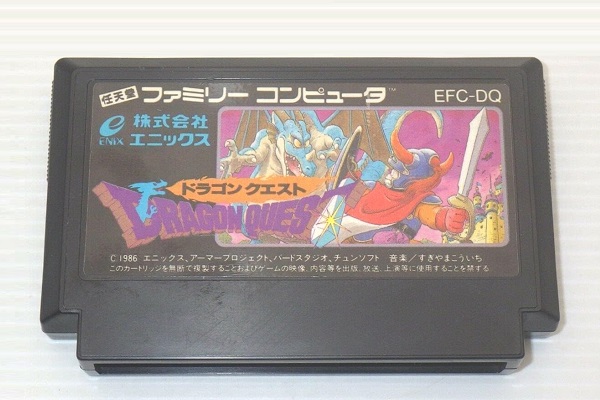 任天堂 ファミリー コンピュータ™ EFC-DQ
e ENIX 株式会社 エニックス
ドラゴン クエスト
DRAGON QUEST
C 1986 エニックス、アーマープロジェクト、バードスタジオ、チュンソフト 音楽/すぎやまこういち
このカートリッジを無断で複製することおよびゲームの映像、内容等を出版、放送、上演等に使用することを禁する。